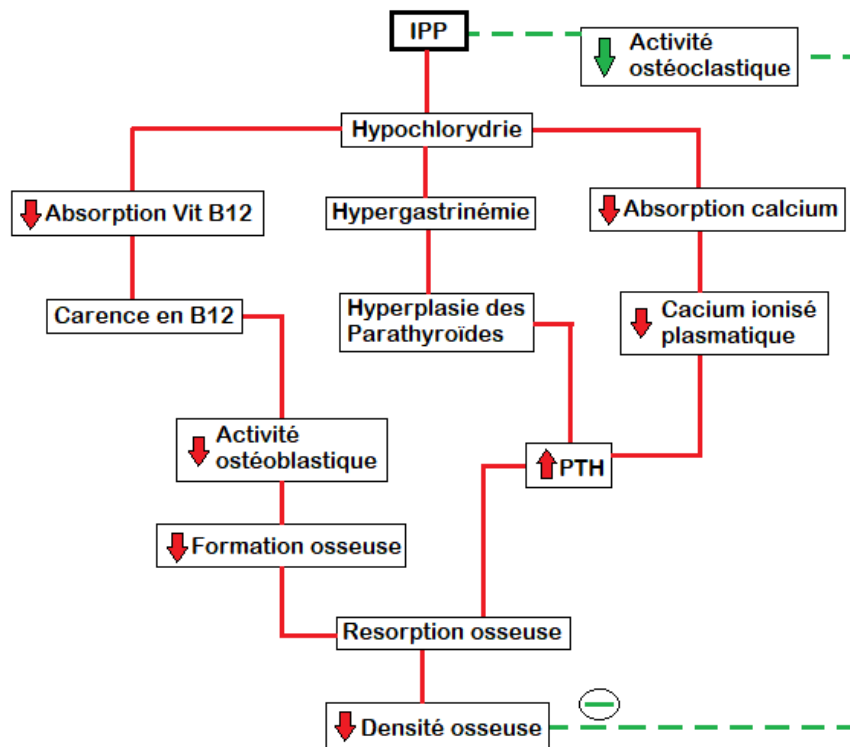 IPP
Activité
ostéoclastique
Hypochlorydrie
Absorption Vit B12
Hypergastrinémie
Absorption calcium
Carence en B12
Hyperplasie des
Parathyroïdes
Cacium ionisé
plasmatique
Activité
ostéoblastique
PTH
Formation osseuse
Resorption osseuse
Densité osseuse